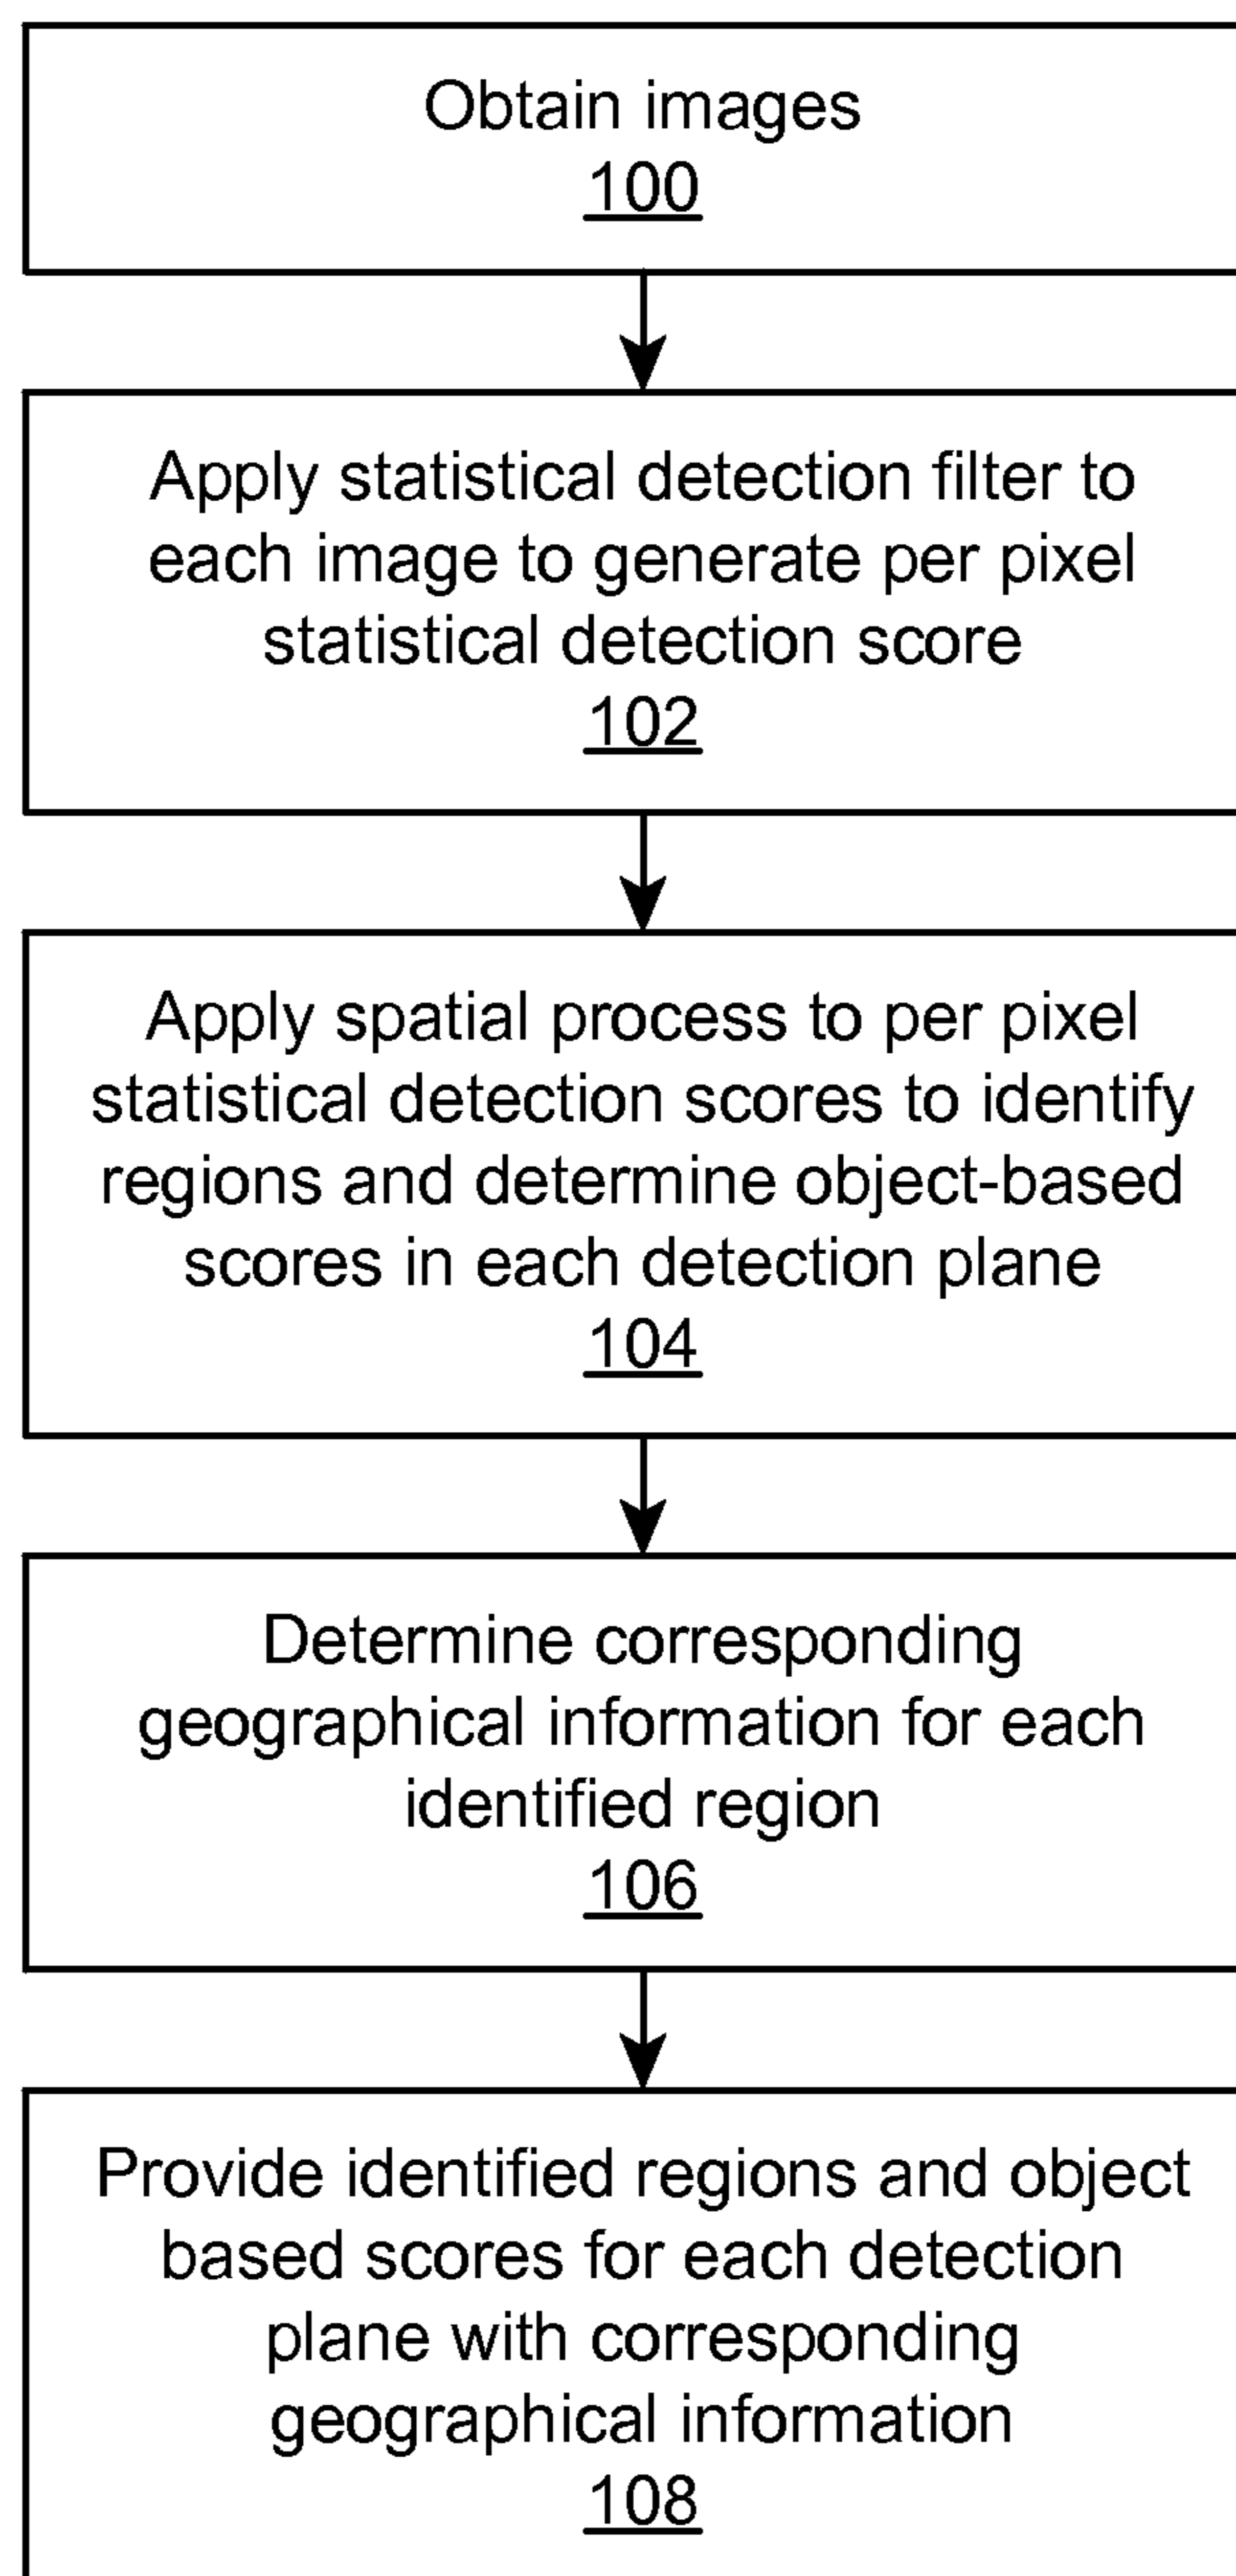 Obtain images
100
Apply statistical detection filter to
each image to generate per pixel
statistical detection score
102
Apply spatial process to per pixel
statistical detection scores to identify
regions and determine object-based
scores in each detection plane
104
Determine corresponding
geographical information for each
identified region
106
Provide identified regions and object
based scores for each detection
plane with corresponding
geographical information
108